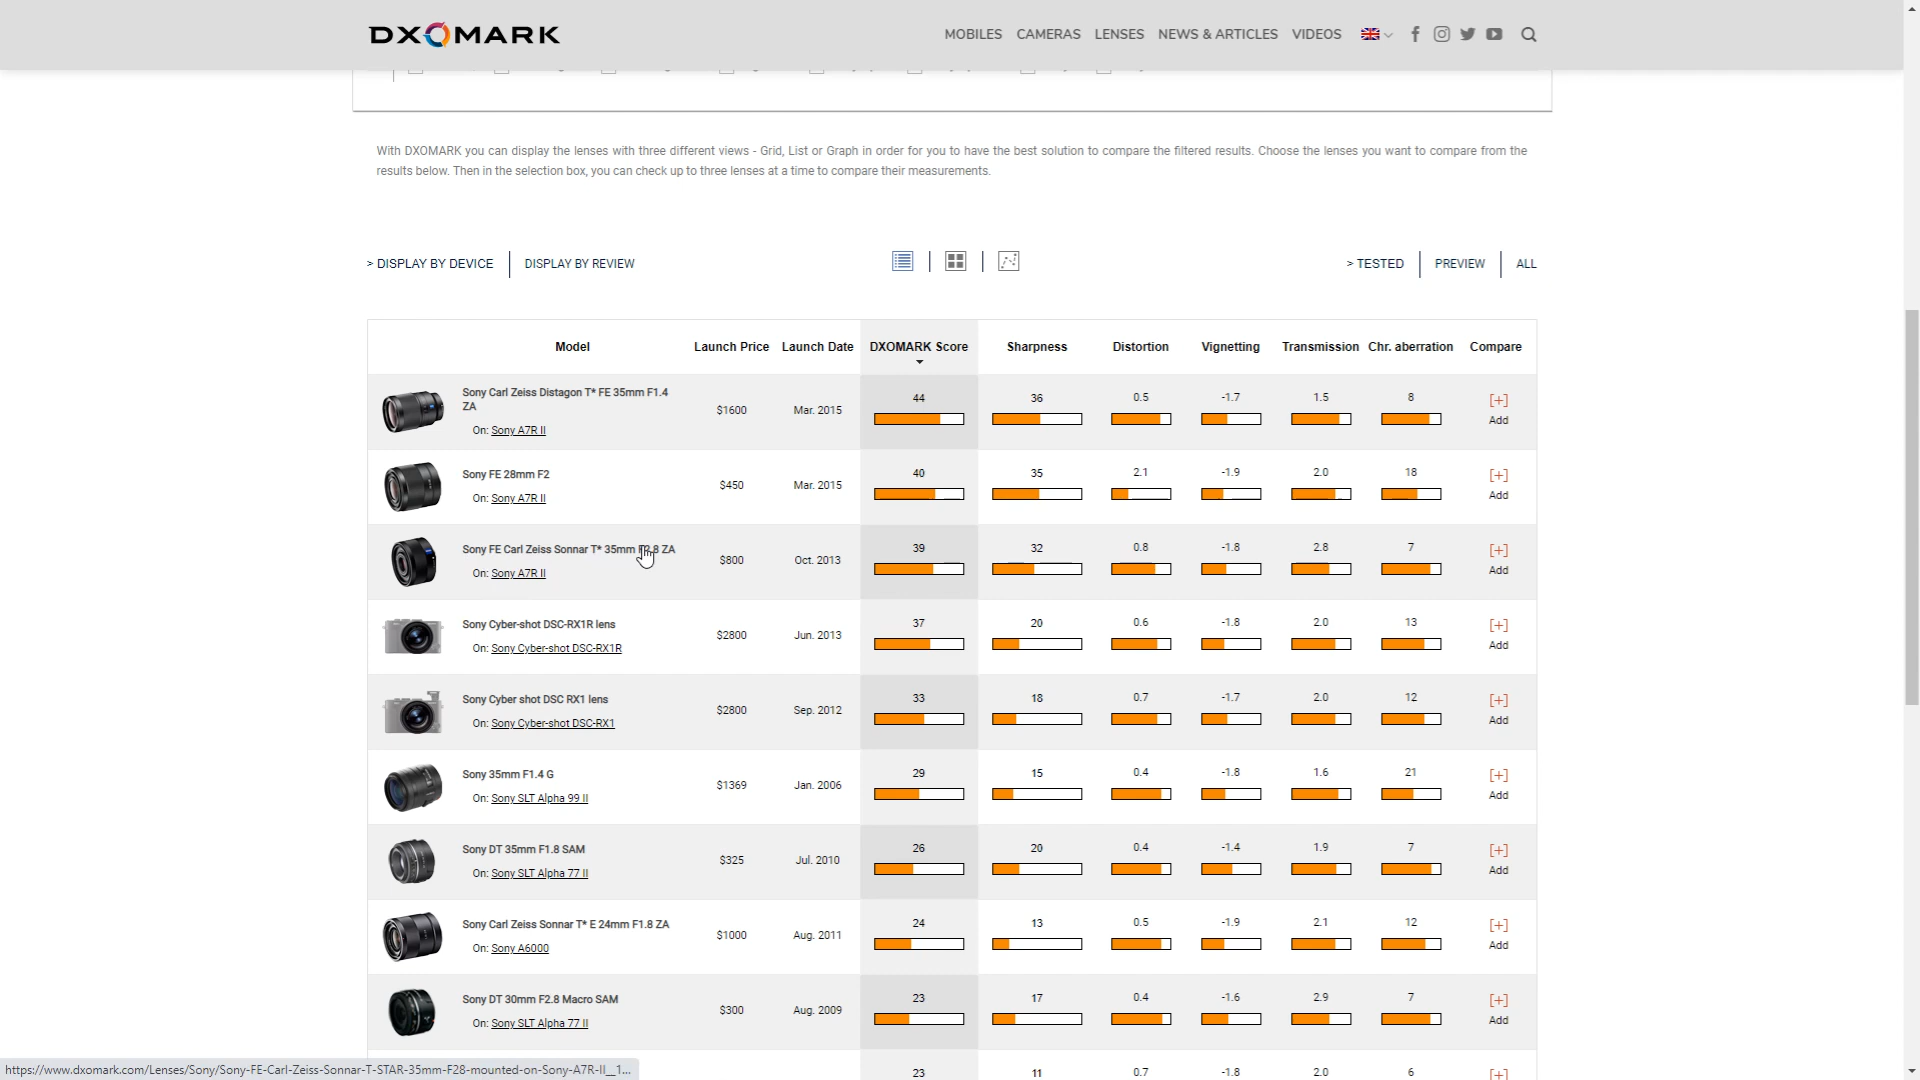 DXOMARK
MOBILES CAMERAS LENSES NEWS & ARTICLES VIDEOS
With DXOMARK you can display the lenses with three different views - Grid, List or Graph in order for you to have the best solution to compare the filtered results. Choose the lenses you want to compare from the
results below. Then in the selection box, you can check up to three lenses at a time to compare their measurements.
> DISPLAY BY DEVICE DISPLAY BY REVIEW > TESTED PREVIEW ALL
Model Launch Price Launch Date DXOMARK Score Sharpness Distortion Vignetting Transmission Chr. aberration Compare
Sony Carl Zeiss Distagon T* FE 35mm F1.4
ZA
On: Sony A7R II
$1600 Mar. 2015 44 36 0.5 -1.7 1.5 8 [+]
Add
Sony FE 28mm F2
On: Sony A7R II
$450 Mar. 2015 40 35 2.1 -1.9 2.0 18 [+]
Add
Sony FE Carl Zeiss Sonnar T* 35mm F2.8 ZA
On: Sony A7R II
$800 Oct. 2013 39 32 0.8 -1.8 2.8 7 [+]
Add
Sony Cyber-shot DSC-RX1R lens
On: Sony Cyber-shot DSC-RX1R
$2800 Jun. 2013 37 20 0.6 -1.8 2.0 13 [+]
Add
Sony Cyber shot DSC RX1 lens
On: Sony Cyber-shot DSC-RX1
$2800 Sep. 2012 33 18 0.7 -1.7 2.0 12 [+]
Add
Sony 35mm F1.4 G
On: Sony SLT Alpha 99 II
$1369 Jan. 2006 29 15 0.4 -1.8 1.6 21 [+]
Add
Sony DT 35mm F1.8 SAM
On: Sony SLT Alpha 77 II
$325 Jul. 2010 26 20 0.4 -1.4 1.9 7 [+]
Add
Sony Carl Zeiss Sonnar T* E 24mm F1.8 ZA
On: Sony A6000
$1000 Aug. 2011 24 13 0.5 -1.9 2.1 12 [+]
Add
Sony DT 30mm F2.8 Macro SAM
On: Sony SLT Alpha 77 II
$300 Aug. 2009 23 17 0.4 -1.6 2.9 7 [+]
Add
23 11 0.7 -1.8 2.0 6 [+]
https://www.dxomark.com/Lenses/Sony/Sony-FE-Carl-Zeiss-Sonnar-T-STAR-35mm-F28-mounted-on-Sony-A7R-II__1...